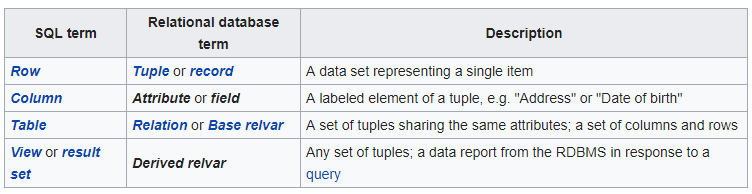 SQL term
Relational database
term
Description
Row
Tuple or record
A data set representing a single item
Column
Attribute or field
A labeled element of a tuple, e.g. "Address" or "Date of birth"
Table
Relation or Base relvar
A set of tuples sharing the same attributes; a set of columns and rows
View or result
set
Derived relvar
Any set of tuples; a data report from the RDBMS in response to a
query